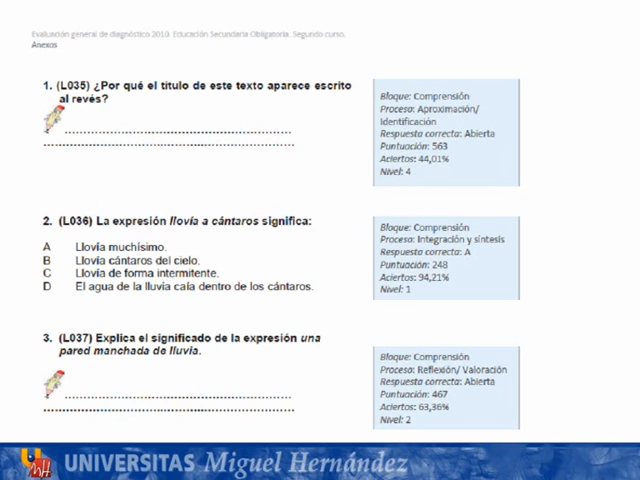 Evaluación general de diagnóstico 2010. Educación Secundaria Obligatoria. Segundo curso.
Anexos
1. (L035) ¿Por qué el título de este texto aparece escrito
al revés?
Bloque: Comprensión
Proceso: Aproximación/
Identificación
Respuesta correcta: Abierta
Puntuación: 563
Aciertos: 44,01%
Nivel: 4
2. (L036) La expresión llovía a cántaros significa:
A Llovía muchísimo.
B Llovía cántaros del cielo.
C Llovía de forma intermitente.
D El agua de la lluvia caía dentro de los cántaros.
Bloque: Comprensión
Proceso: Integración y síntesis
Respuesta correcta: A
Puntuación: 248
Aciertos: 94,21%
Nivel: 1
3. (L037) Explica el significado de la expresión una
pared manchada de lluvia.
Bloque: Comprensión
Proceso: Reflexión/ Valoración
Respuesta correcta: Abierta
Puntuación: 467
Aciertos: 63,36%
Nivel: 2
UNIVERSITAS Miguel Hernández